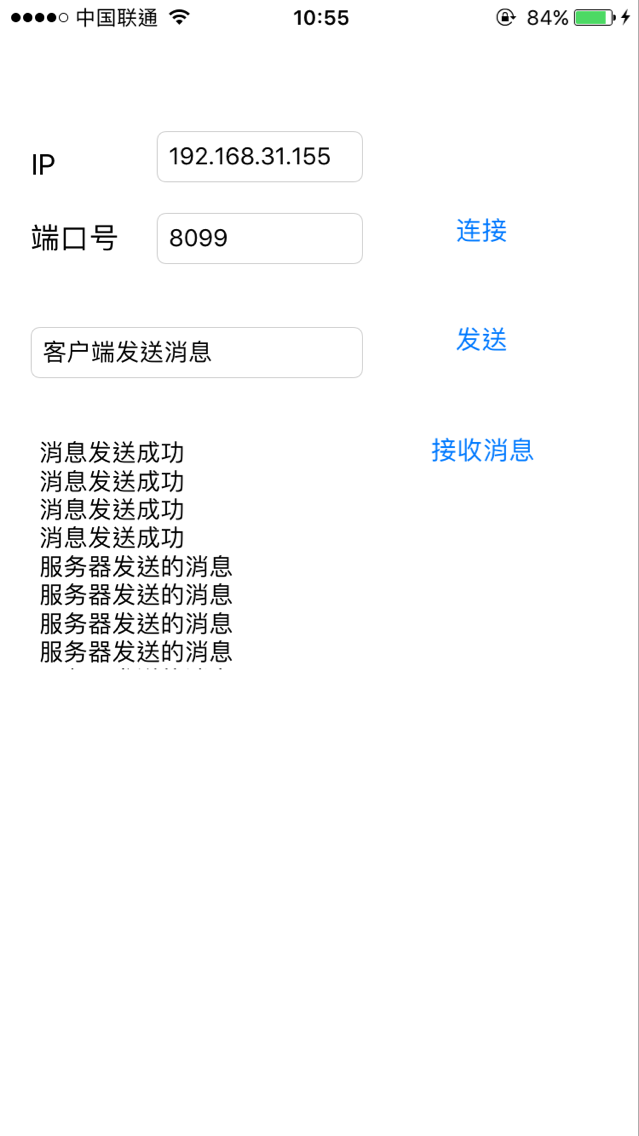 中国联通 10:55 84%
IP 192.168.31.155
端口号 8099 连接
客户端发送消息 发送
消息发送成功 接收消息
消息发送成功
消息发送成功
消息发送成功
服务器发送的消息
服务器发送的消息
服务器发送的消息
服务器发送的消息